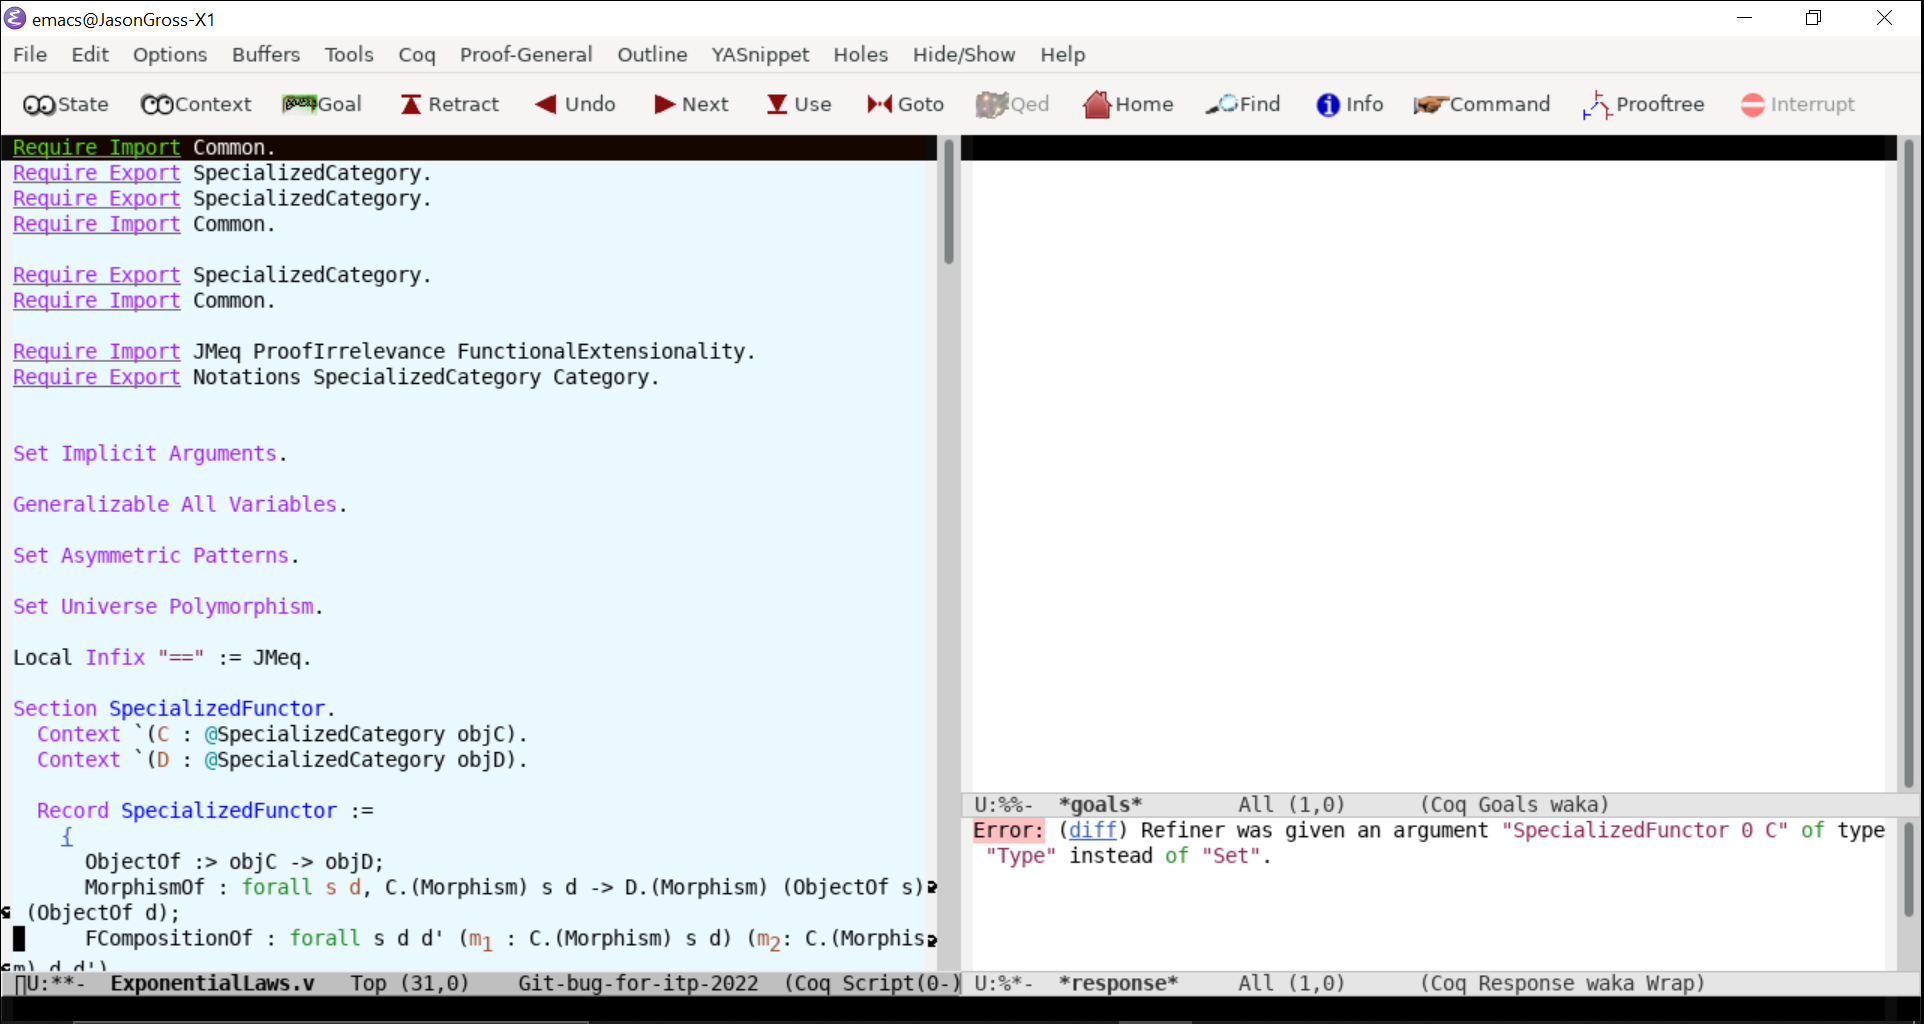 emacs@JasonGross-X1
File Edit Options Buffers Tools Coq Proof-General Outline YASnippet Holes Hide/Show Help
State Context Goal Retract Undo Next Use Goto Qed Home Find Info Command Prooftree Interrupt
Require Import Common.
Require Export SpecializedCategory.
Require Export SpecializedCategory.
Require Import Common.
Require Export SpecializedCategory.
Require Import Common.
Require Import JMeq ProofIrrelevance FunctionalExtensionality.
Require Export Notations SpecializedCategory Category.
Set Implicit Arguments.
Generalizable All Variables.
Set Asymmetric Patterns.
Set Universe Polymorphism.
Local Infix "==" := JMeq.
Section SpecializedFunctor.
Context `(C : @SpecializedCategory objC).
Context `(D : @SpecializedCategory objD).
Record SpecializedFunctor :=
{
ObjectOf :> objC -> objD;
MorphismOf : forall s d, C.(Morphism) s d -> D.(Morphism) (ObjectOf s)
(ObjectOf d);
FCompositionOf : forall s d d' (m1 : C.(Morphism) s d) (m2: C.(Morphis
m) d d')
U:**- ExponentialLaws.v Top (31,0) Git-bug-for-itp-2022 (Coq Script(0-)
U:%%- *goals* All (1,0) (Coq Goals waka)
Error: (diff) Refiner was given an argument "SpecializedFunctor 0 C" of type
"Type" instead of "Set".
U:%*- *response* All (1,0) (Coq Response waka Wrap)